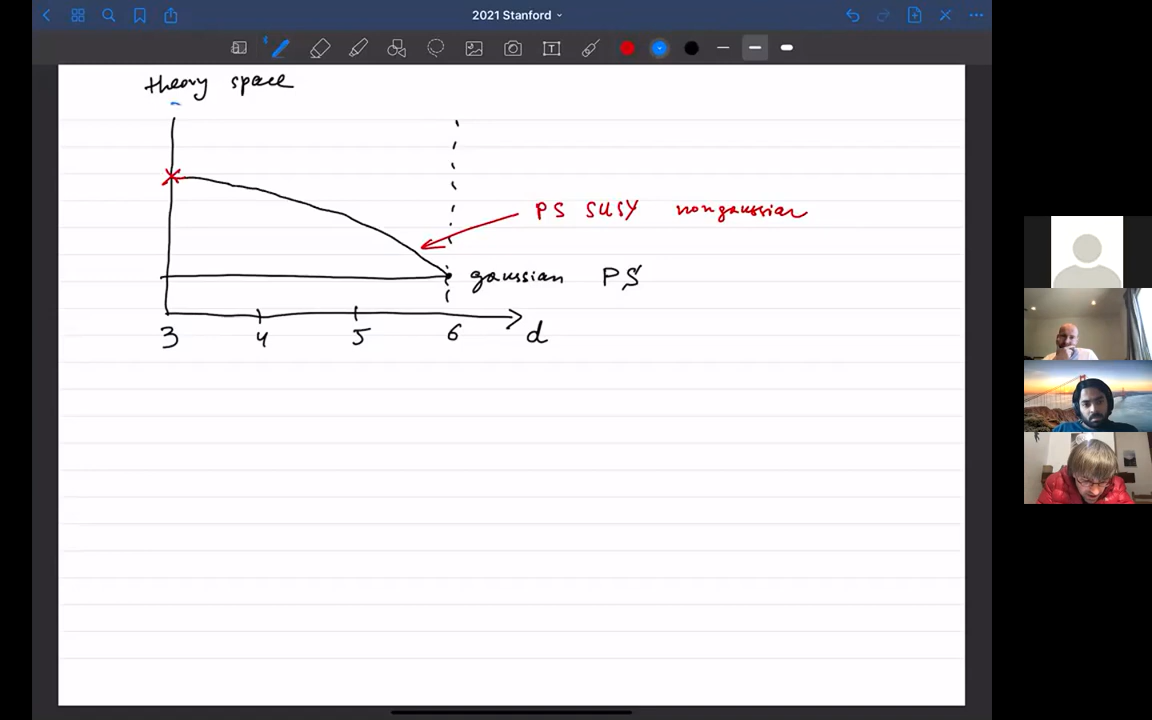 2021 Stanford
T
theory space
PS SUSY nongaussian
gaussian PS
3 4 5 6 d